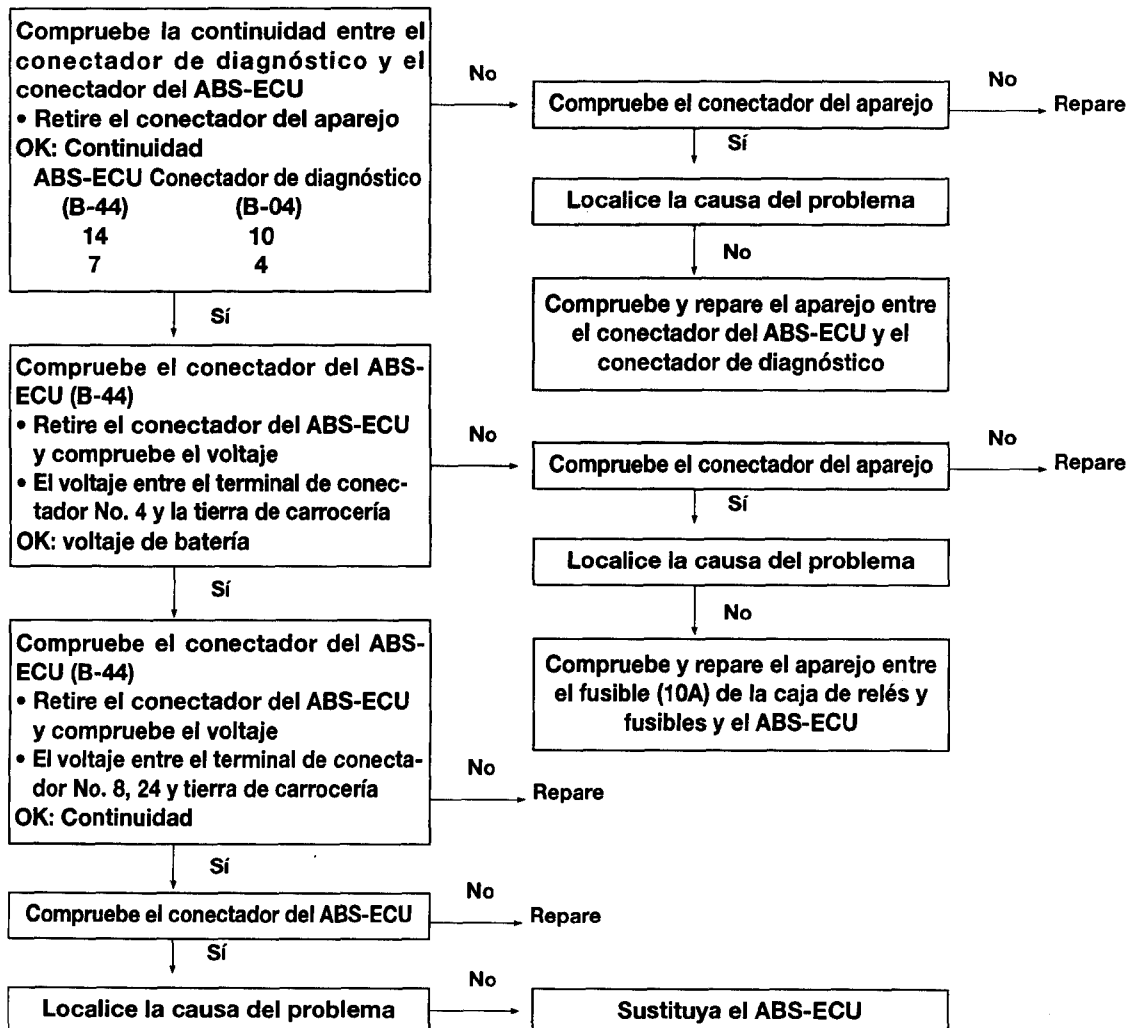 Compruebe la continuidad entre el
conectador de diagnóstico y el
conectador del ABS-ECU
• Retire el conectador del aparejo
OK: Continuidad
ABS-ECU Conectador de diagnóstico
(B-44) (B-04)
14 10
7 4
No
Compruebe el conectador del aparejo
No
Repare
Sí
Localice la causa del problema
No
Compruebe y repare el aparejo entre
el conectador del ABS-ECU y el
conectador de diagnóstico
Sí
Compruebe el conectador del ABS-
ECU (B-44)
• Retire el conectador del ABS-ECU
y compruebe el voltaje
• El voltaje entre el terminal de conec-
tador No. 4 y la tierra de carrocería
OK: voltaje de batería
No
Compruebe el conectador del aparejo
No
Repare
Sí
Localice la causa del problema
No
Compruebe y repare el aparejo entre
el fusible (10A) de la caja de relés y
fusibles y el ABS-ECU
Sí
Compruebe el conectador del ABS-
ECU (B-44)
• Retire el conectador del ABS-ECU
y compruebe el voltaje
• El voltaje entre el terminal de conecta-
dor No. 8, 24 y tierra de carrocería
OK: Continuidad
No
Repare
Sí
Compruebe el conectador del ABS-ECU
No
Repare
Sí
Localice la causa del problema
No
Sustituya el ABS-ECU